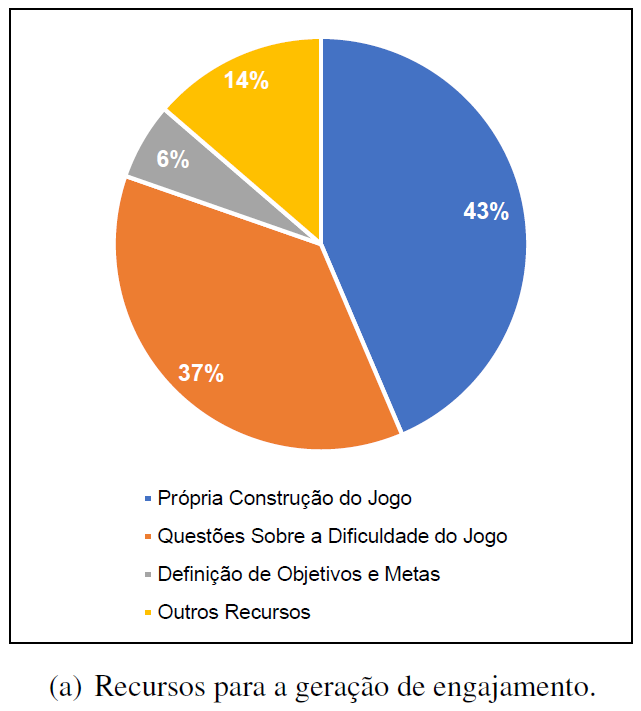 14%
6%
43%
37%
Própria Construção do Jogo
Questões Sobre a Dificuldade do Jogo
Definição de Objetivos e Metas
Outros Recursos
(a) Recursos para a geração de engajamento.